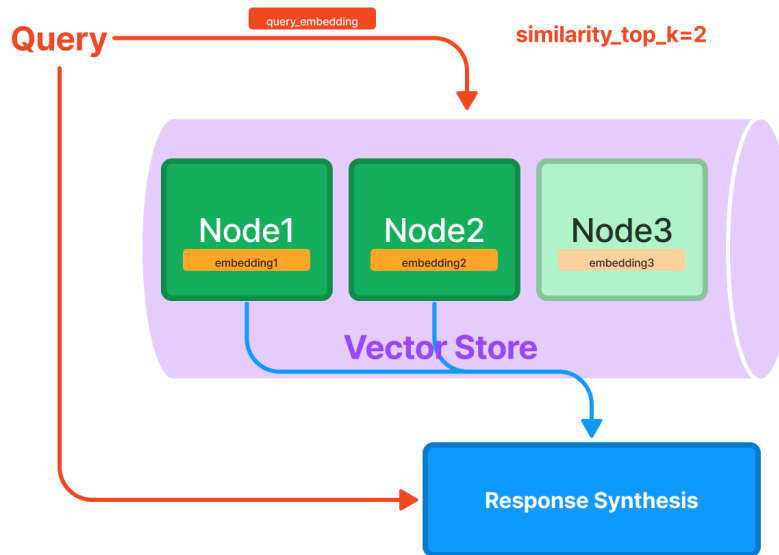 query_embedding
Query
similarity_top_k=2
Node1
Node2
Node3
embedding1
embedding2
embedding3
Vector Store
Response Synthesis